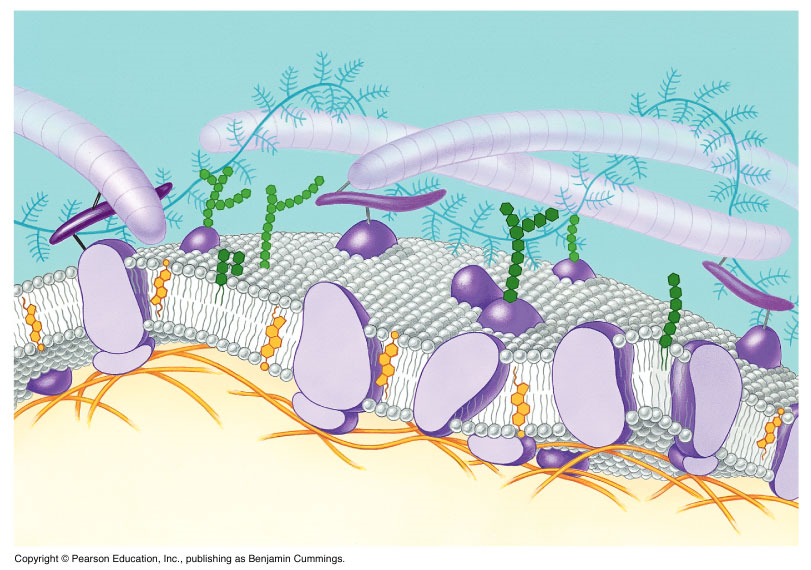 Copyright © Pearson Education, Inc., publishing as Benjamin Cummings.